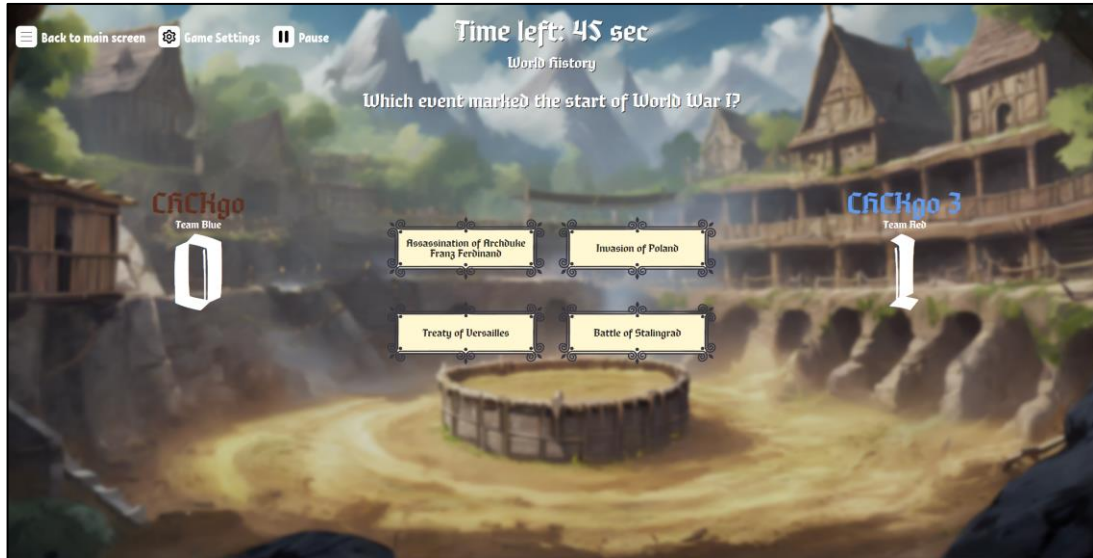 Back to main screen
Game Settings
Pause
Time left: 45 sec
World history
Which event marked the start of World War I?
ChCKgo
Team Blue
0
ChCKgo 3
Team Red
1
Assassination of Archduke
Franz Ferdinand
Invasion of Poland
Treaty of Versailles
Battle of Stalingrad